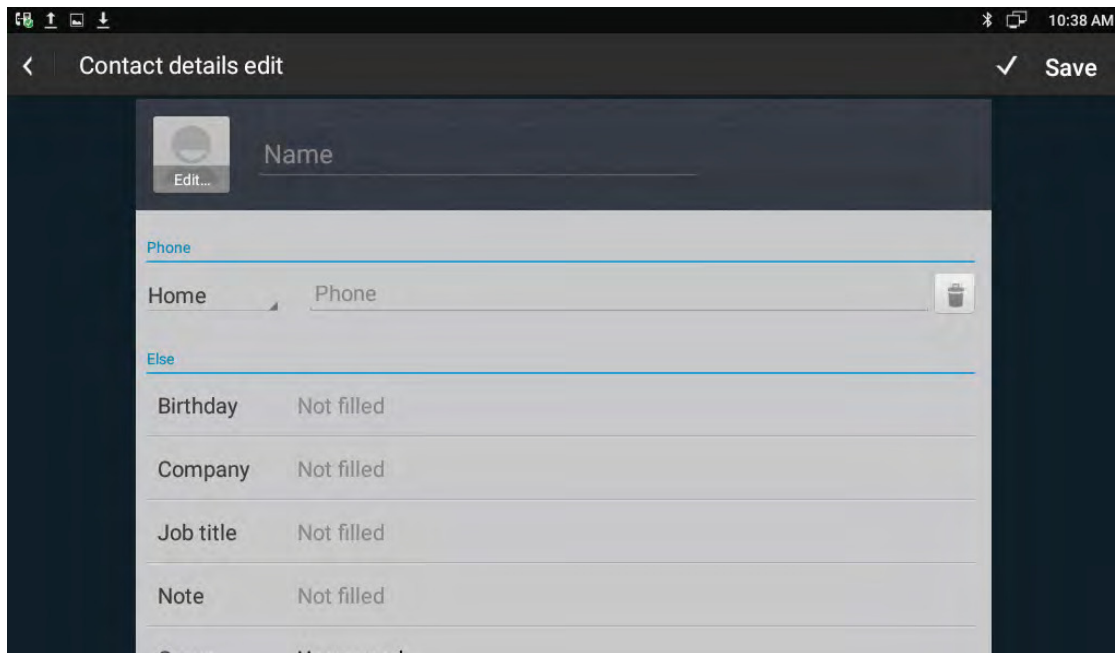 10:38 AM
Contact details edit
Save
Name
Edit...
Phone
Home
Phone
Else
Birthday Not filled
Company Not filled
Job title Not filled
Note Not filled